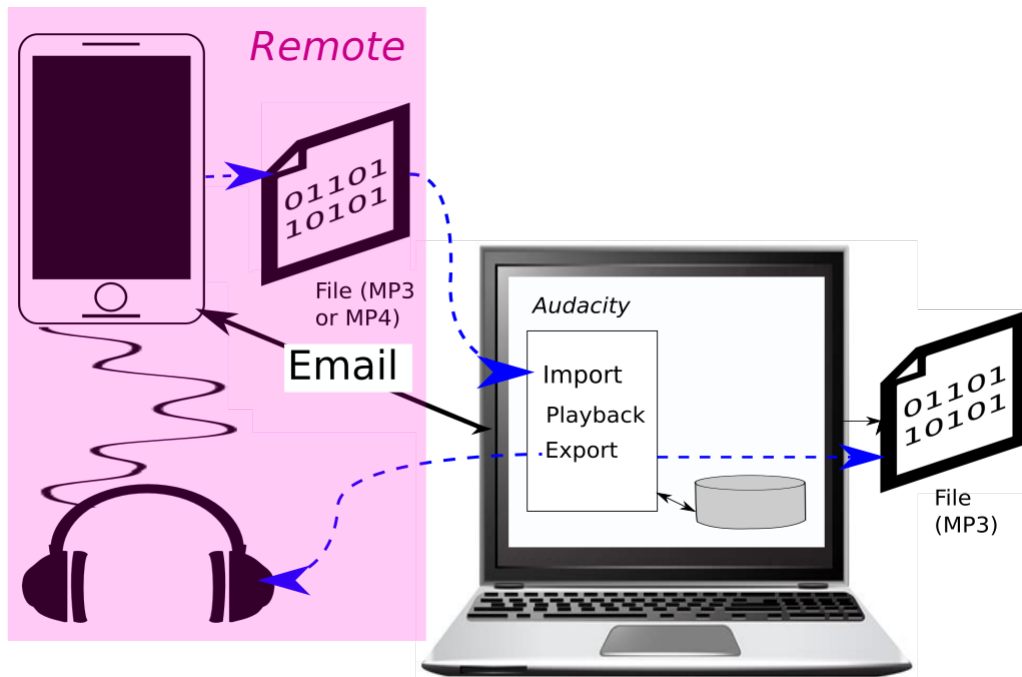 Remote
01101
10101
File (MP3
or MP4)
Email
Audacity
Import
Playback
Export
01101
10101
File
(MP3)